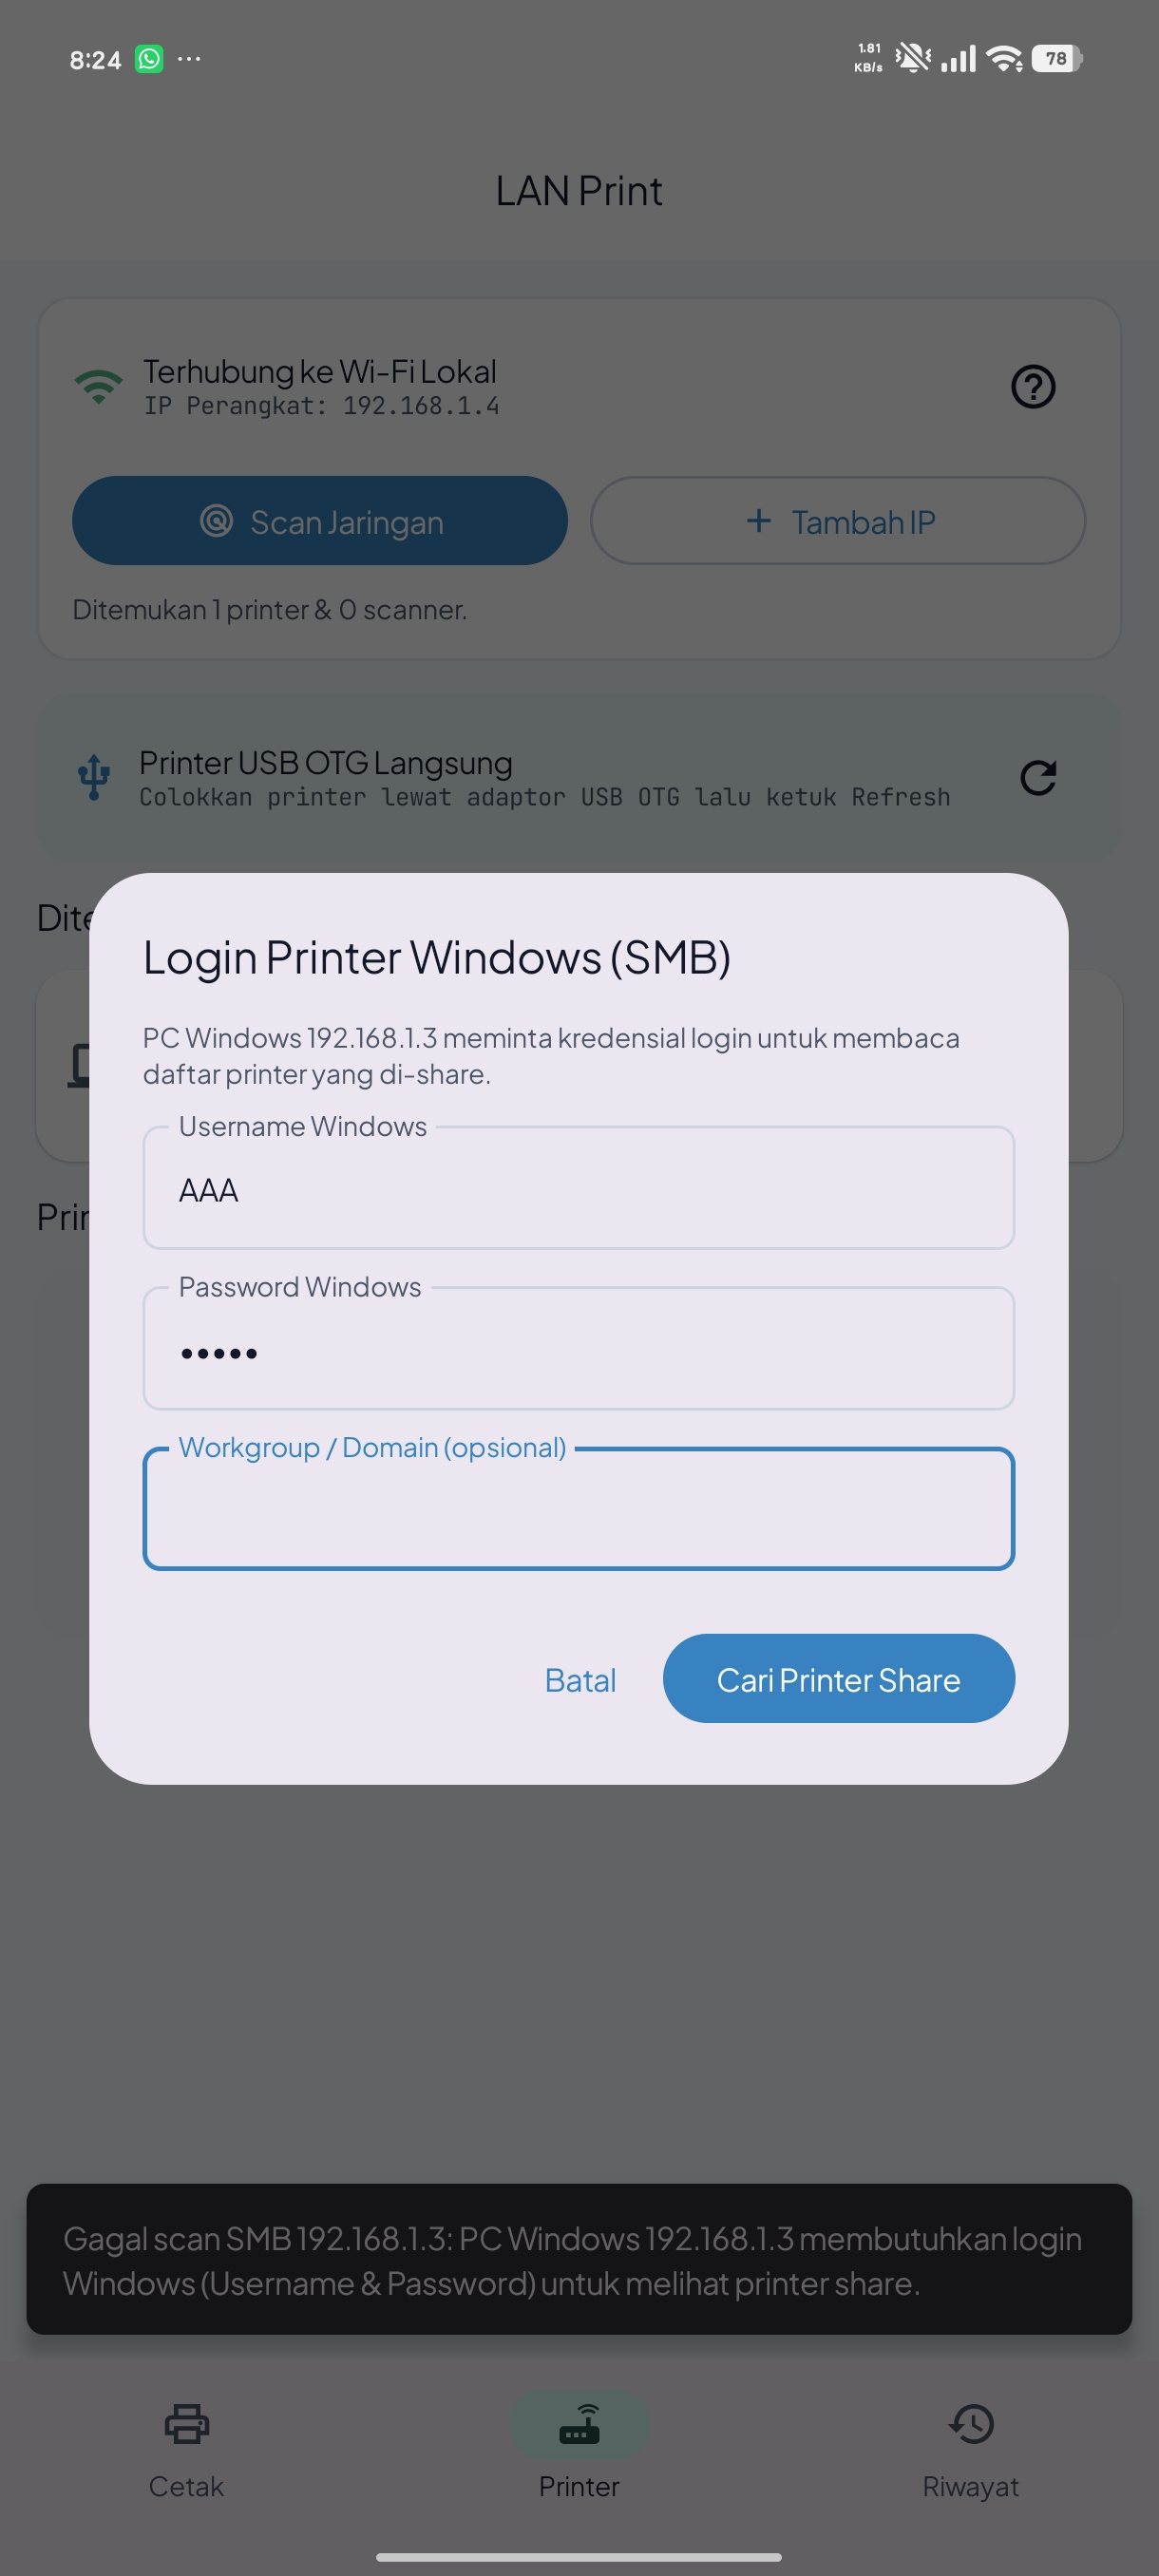 8:24
1.81
KB/s
78
LAN Print
Terhubung ke Wi-Fi Lokal
IP Perangkat: 192.168.1.4
Scan Jaringan
Tambah IP
Ditemukan 1 printer & 0 scanner.
Printer USB OTG Langsung
Colokkan printer lewat adaptor USB OTG lalu ketuk Refresh
Login Printer Windows (SMB)
PC Windows 192.168.1.3 meminta kredensial login untuk membaca
daftar printer yang di-share.
Username Windows
AAA
Password Windows
•••••
Workgroup / Domain (opsional)
Batal
Cari Printer Share
Gagal scan SMB 192.168.1.3: PC Windows 192.168.1.3 membutuhkan login
Windows (Username & Password) untuk melihat printer share.
Cetak
Printer
Riwayat